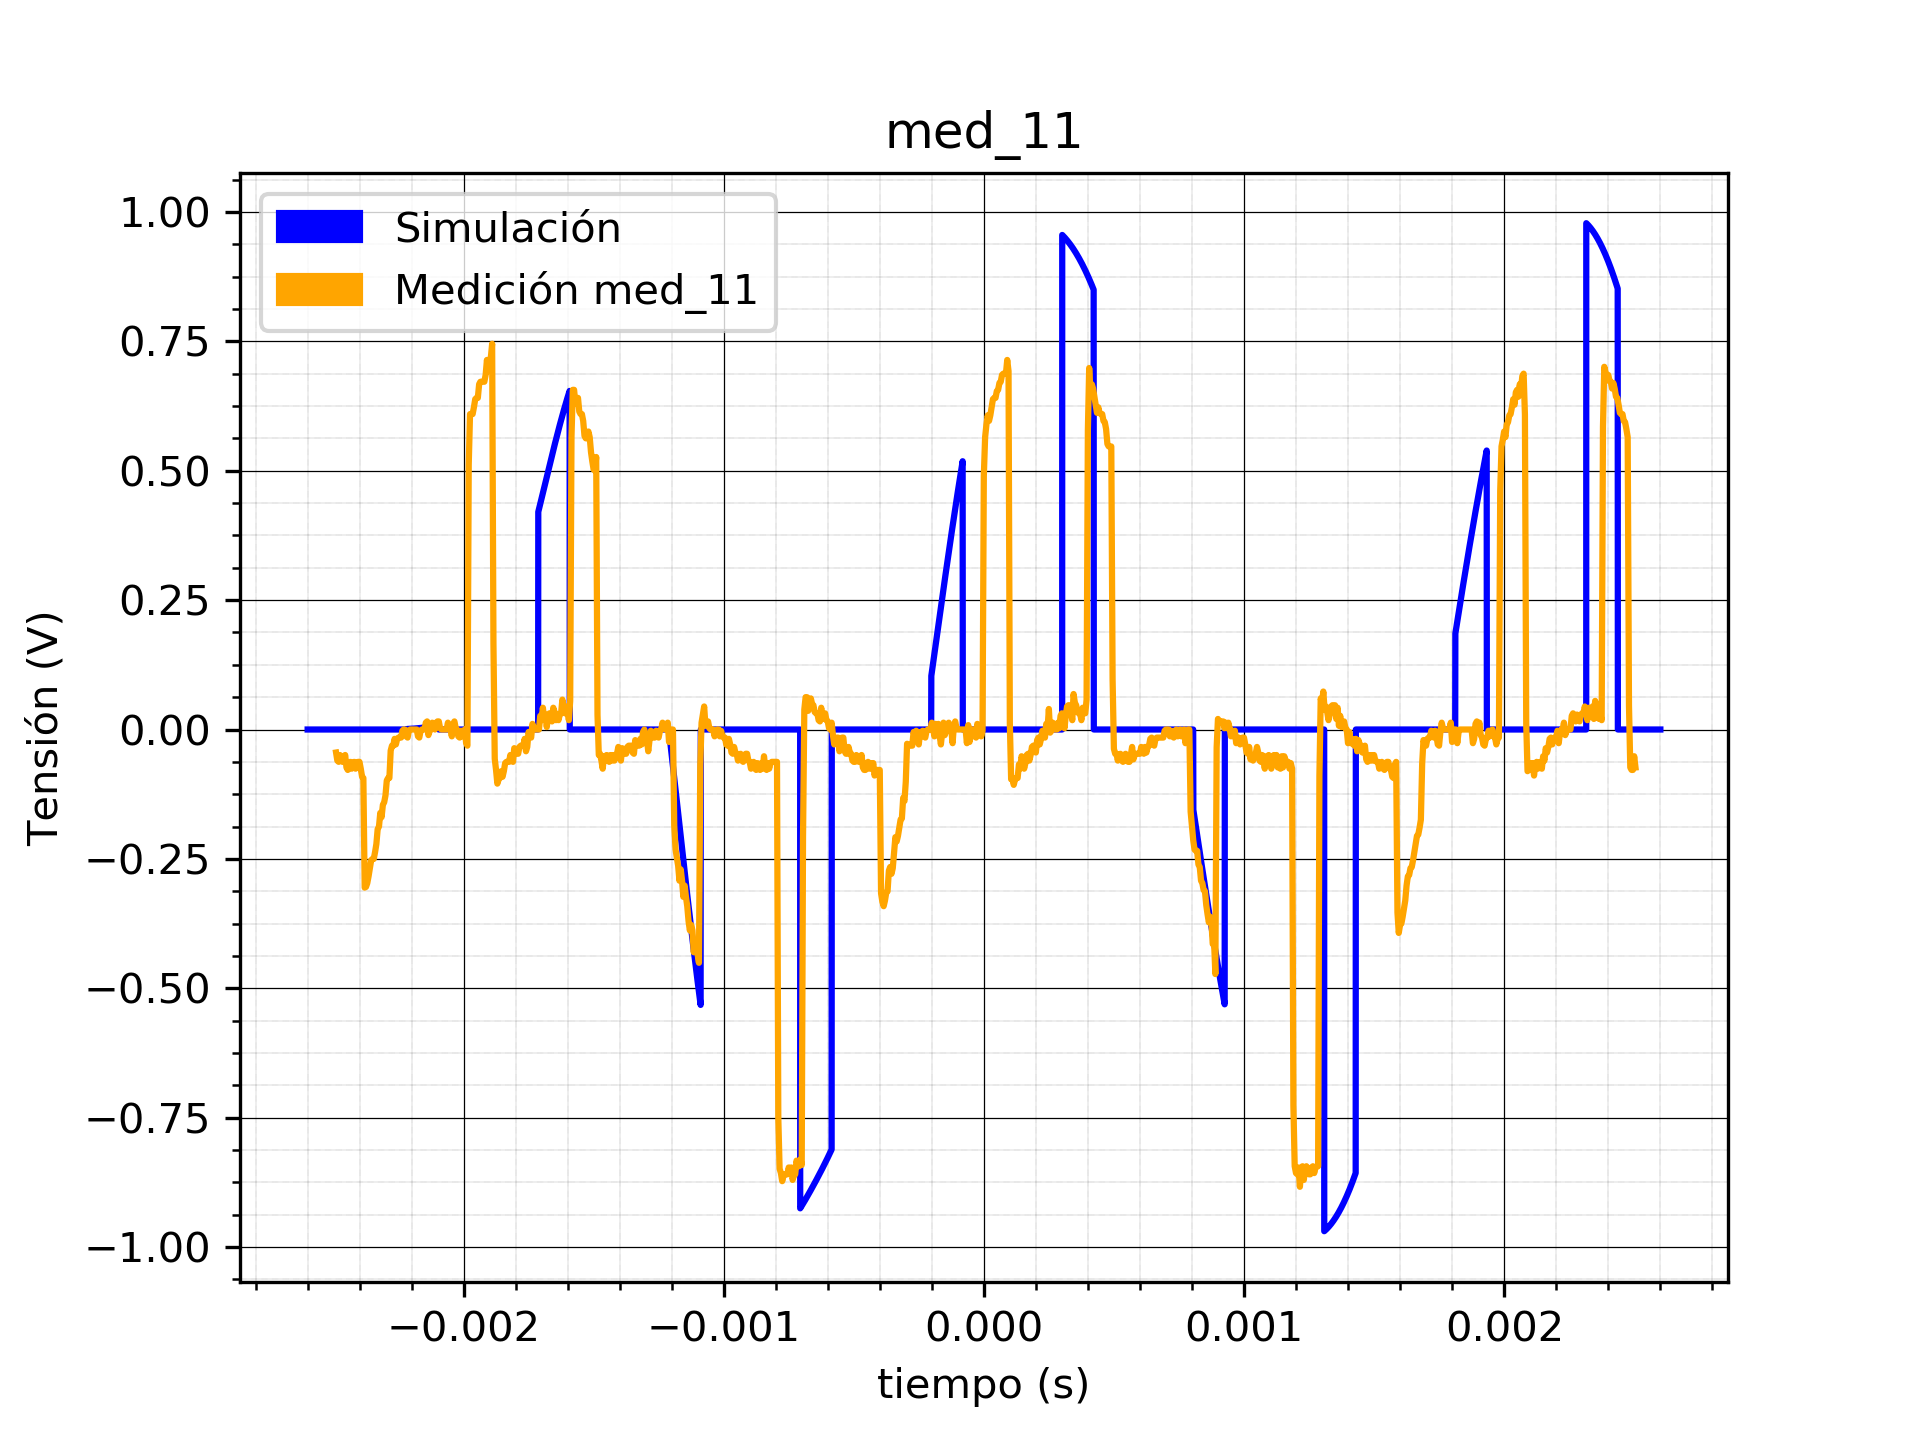 med_11
Simulación
Medición med_11
1.00
0.75
0.50
0.25
0.00
−0.25
−0.50
−0.75
−1.00
Tensión (V)
−0.002 −0.001 0.000 0.001 0.002
tiempo (s)